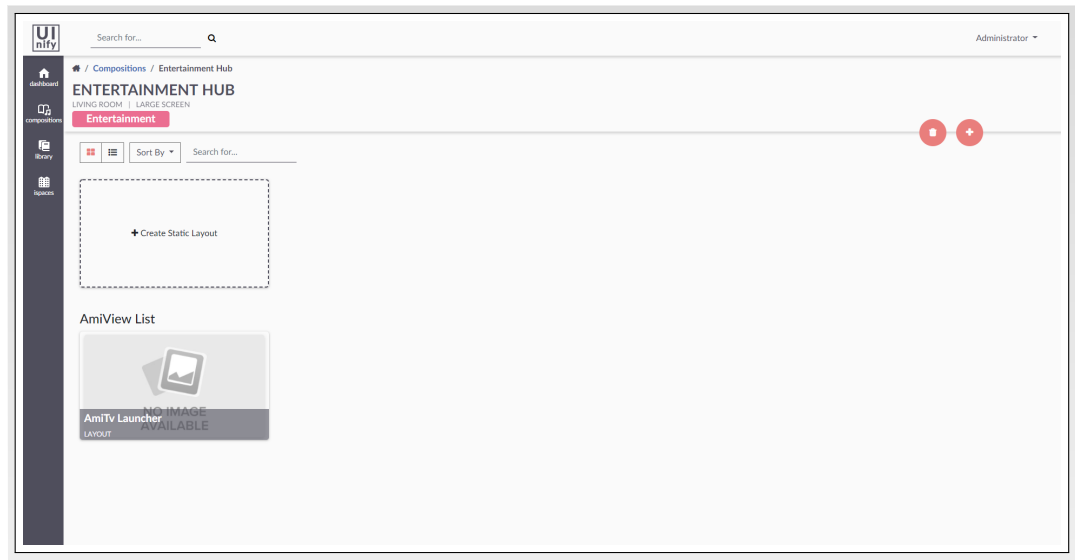 UI
nify
Search for...
Administrator
dashboard
compositions
library
ispaces
/ Compositions / Entertainment Hub
ENTERTAINMENT HUB
LIVING ROOM | LARGE SCREEN
Entertainment
Sort By
Search for...
+ Create Static Layout
AmiView List
NO IMAGE
AVAILABLE
AmiTv Launcher
LAYOUT